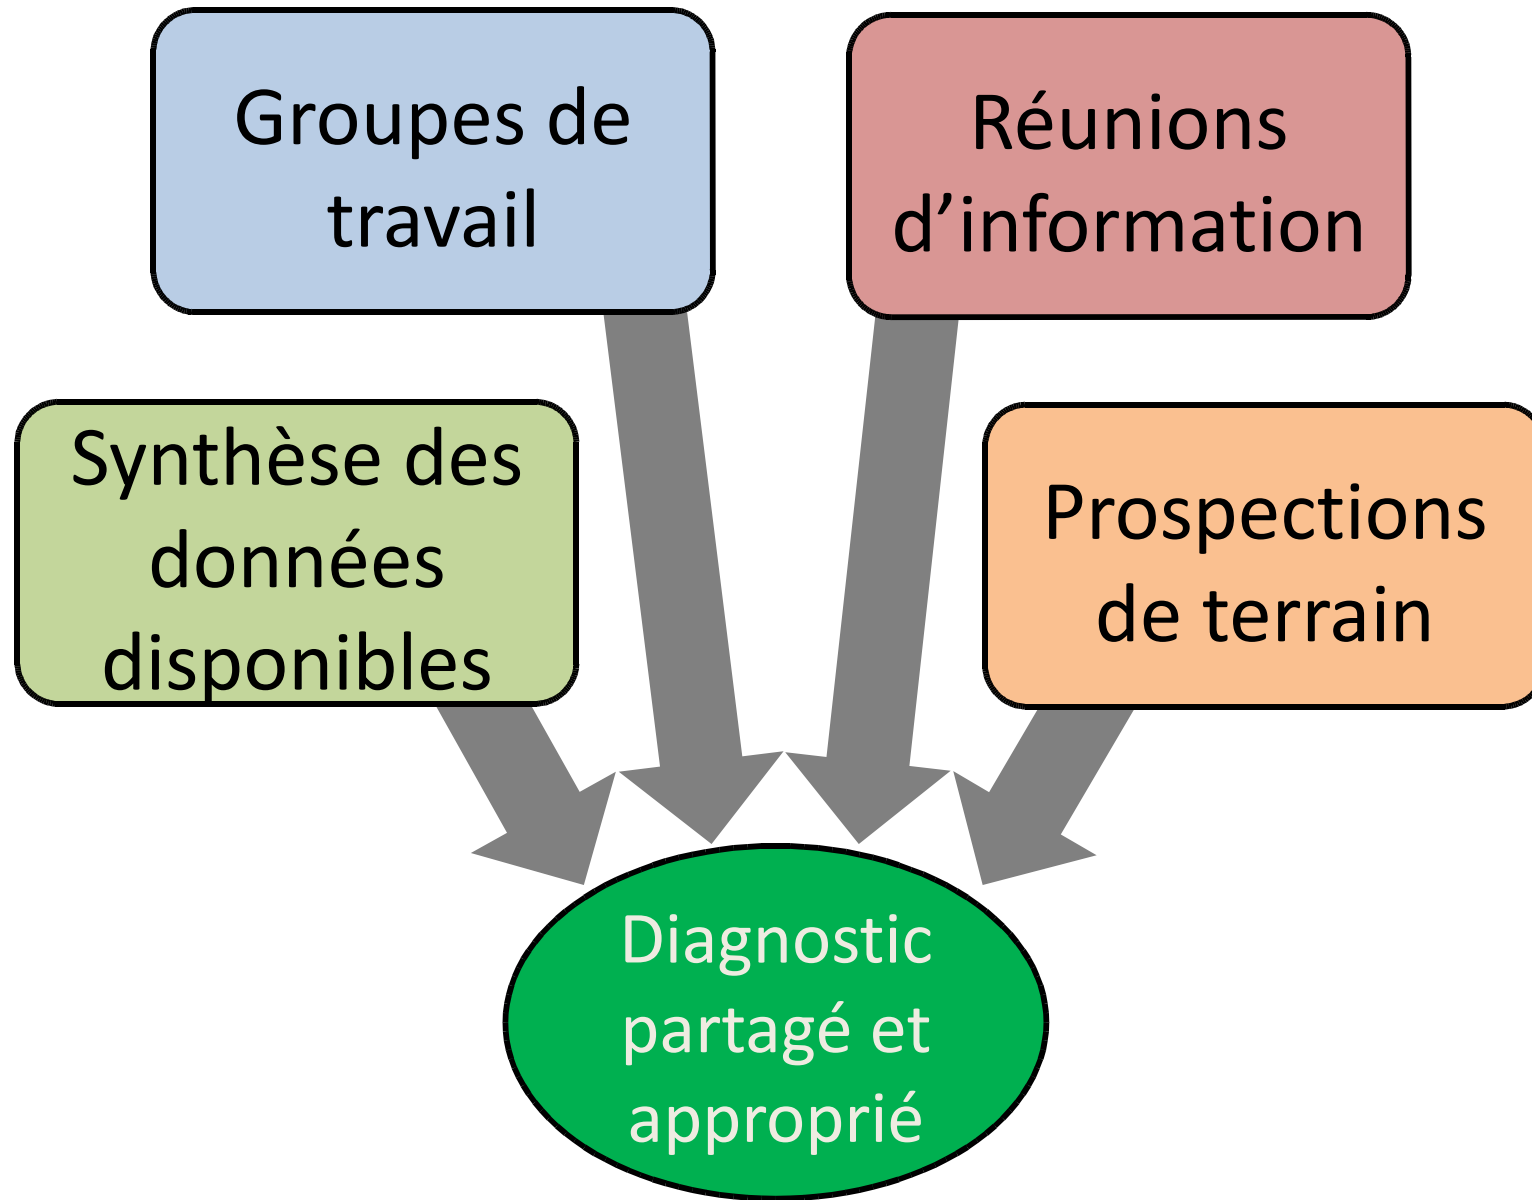 Groupes de
travail
Réunions
d’information
Synthèse des
données
disponibles
Prospections
de terrain
Diagnostic
partagé et
approprié